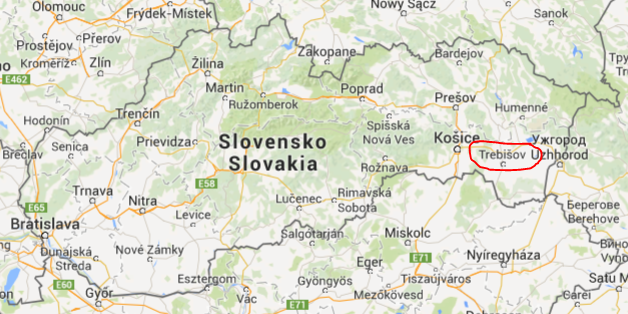 Olomouc
Frýdek-Místek
Nowy Sącz
Sanok
Prostějov
Přerov
Zakopane
Bardejov
E462
Kroměříž
Zlín
Žilina
Martin
Poprad
Prešov
Humenné
Ružomberok
Hodonín
Trenčín
Spišská
Nová Ves
Senica
Prievidza
Slovensko
Slovakia
Košice
Ужгород
Uzhhorod
Břeclav
Trebišov
Rožňava
Trnava
E58
Nitra
Lučenec
Rimavská
Sobota
E65
Levice
Берегове
Berehove
Bratislava
Salgótarján
Miskolc
Dunajská
Streda
Nové Zámky
Eger
E71
Nyíregyháza
Esztergom
Tiszaújváros
E60
Győr
Vác
Gyöngyös
Mezőkövesd
E71
Satu M
Carei